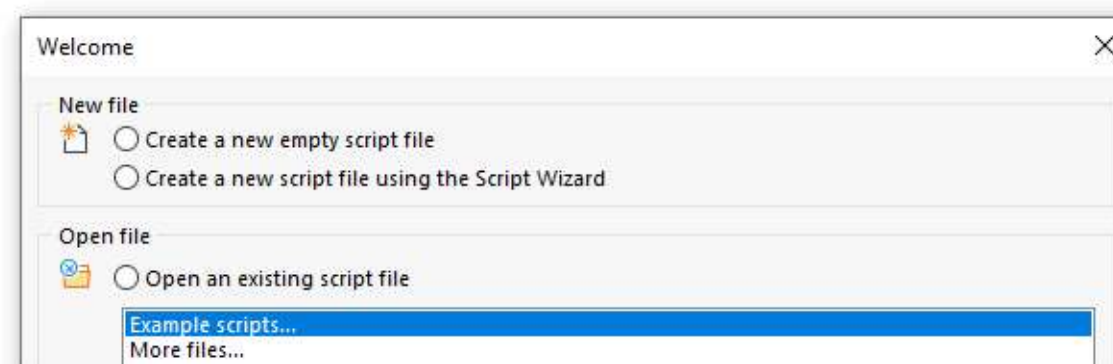 Welcome
New file
Create a new empty script file
Create a new script file using the Script Wizard
Open file
Open an existing script file
Example scripts...
More files...